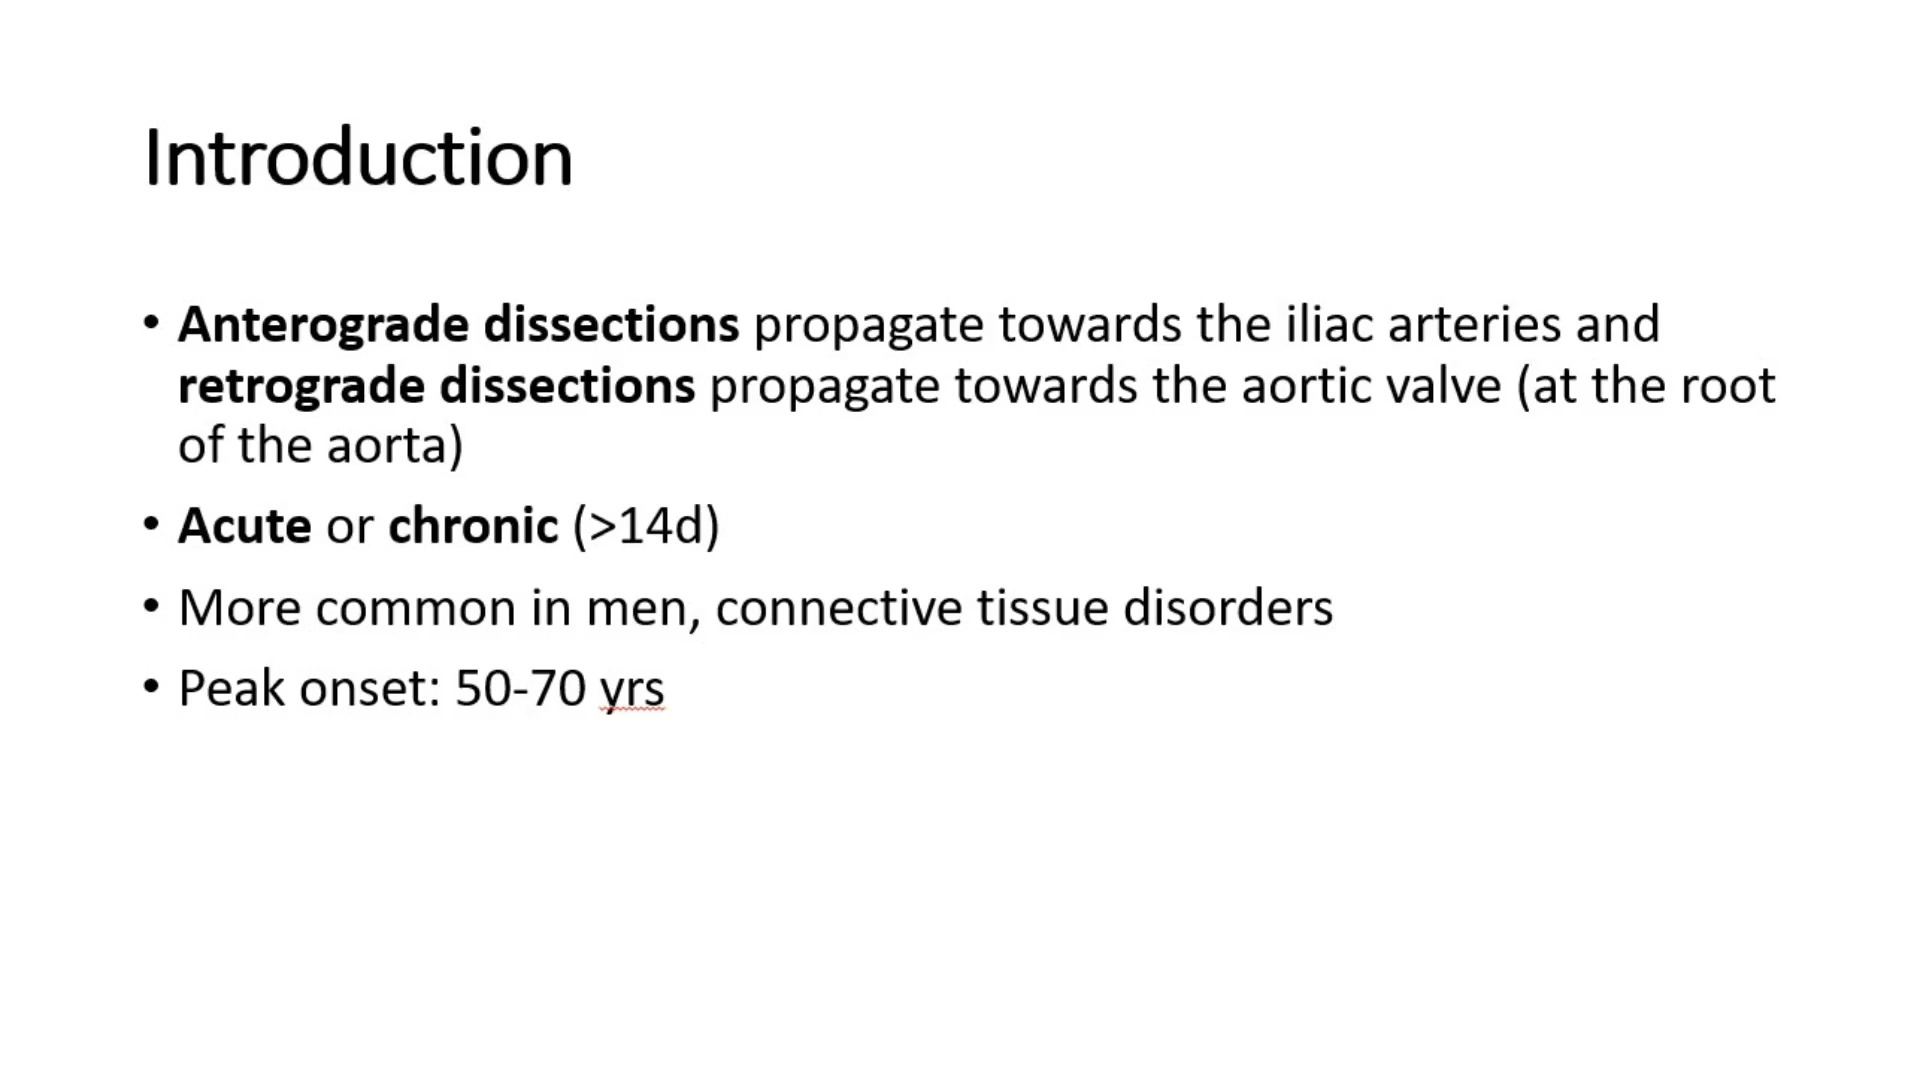 Introduction
• Anterograde dissections propagate towards the iliac arteries and
retrograde dissections propagate towards the aortic valve (at the root
of the aorta)
• Acute or chronic (>14d)
• More common in men, connective tissue disorders
• Peak onset: 50-70 yrs